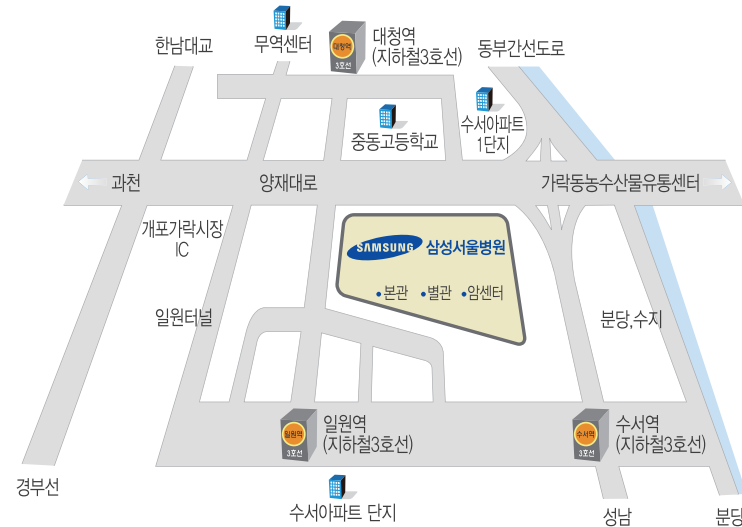 한남대교
무역센터
대청역
3호선
대청역
(지하철3호선)
동부간선도로
중동고등학교
수서아파트
1단지
과천
양재대로
가락동농수산물유통센터
개포가락시장
IC
SAMSUNG 삼성서울병원
•본관 •별관 •암센터
일원터널
분당,수지
일원역
3호선
일원역
(지하철3호선)
수서역
3호선
수서역
(지하철3호선)
경부선
수서아파트 단지
성남
분당